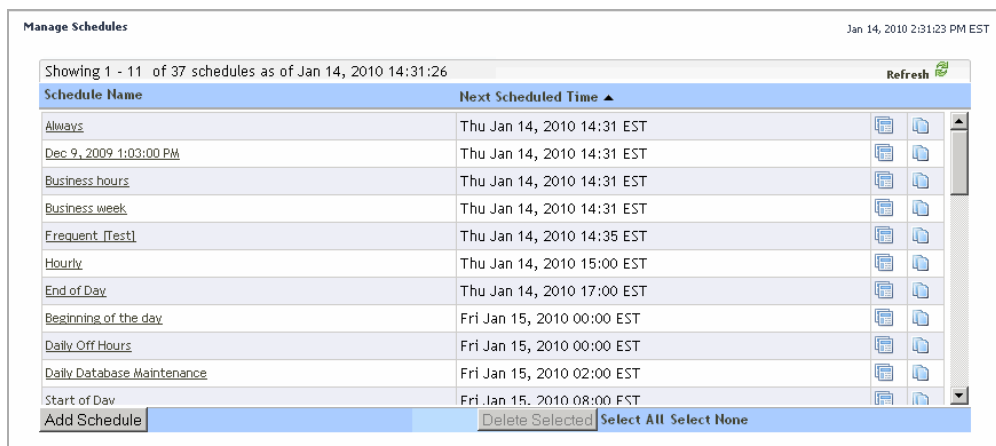 Manage Schedules Jan 14, 2010 2:31:23 PM EST
Showing 1 - 11 of 37 schedules as of Jan 14, 2010 14:31:26 Refresh
Schedule Name Next Scheduled Time
Always Thu Jan 14, 2010 14:31 EST
Dec 9, 2009 1:03:00 PM Thu Jan 14, 2010 14:31 EST
Business hours Thu Jan 14, 2010 14:31 EST
Business week Thu Jan 14, 2010 14:31 EST
Frequent [Test] Thu Jan 14, 2010 14:35 EST
Hourly Thu Jan 14, 2010 15:00 EST
End of Day Thu Jan 14, 2010 17:00 EST
Beginning of the day Fri Jan 15, 2010 00:00 EST
Daily Off Hours Fri Jan 15, 2010 00:00 EST
Daily Database Maintenance Fri Jan 15, 2010 02:00 EST
Start of Day Fri Jan 15, 2010 08:00 EST
Add Schedule Delete Selected Select All Select None